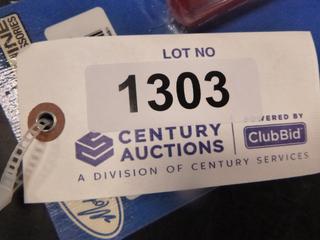 LOT NO
1303
CENTURY
AUCTIONS
POWERED BY
ClubBid
A DIVISION OF CENTURY SERVICES